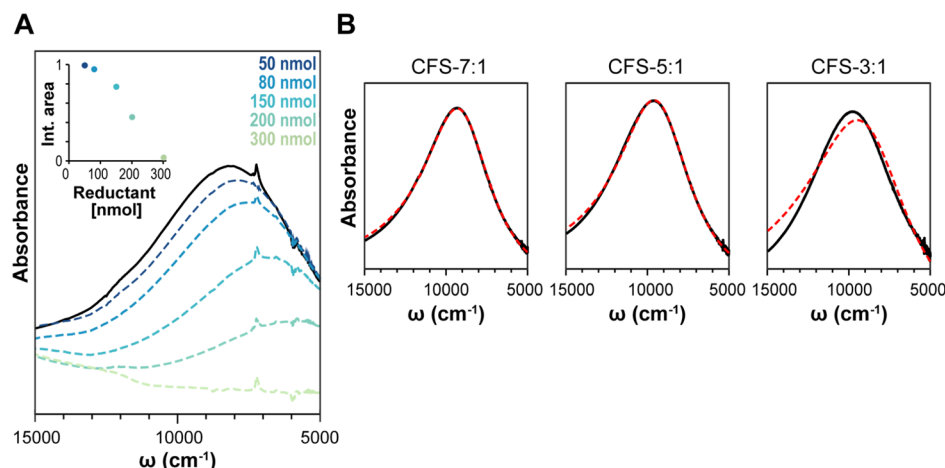 A
B
Absorbance
Int. area
1
0
0
100
200
300
Reductant
[nmol]
50 nmol
80 nmol
150 nmol
200 nmol
300 nmol
15000
10000
5000
ω (cm⁻¹)
CFS-7:1
CFS-5:1
CFS-3:1
Absorbance
15000
10000
5000
15000
10000
5000
15000
10000
5000
ω (cm⁻¹)
ω (cm⁻¹)
ω (cm⁻¹)